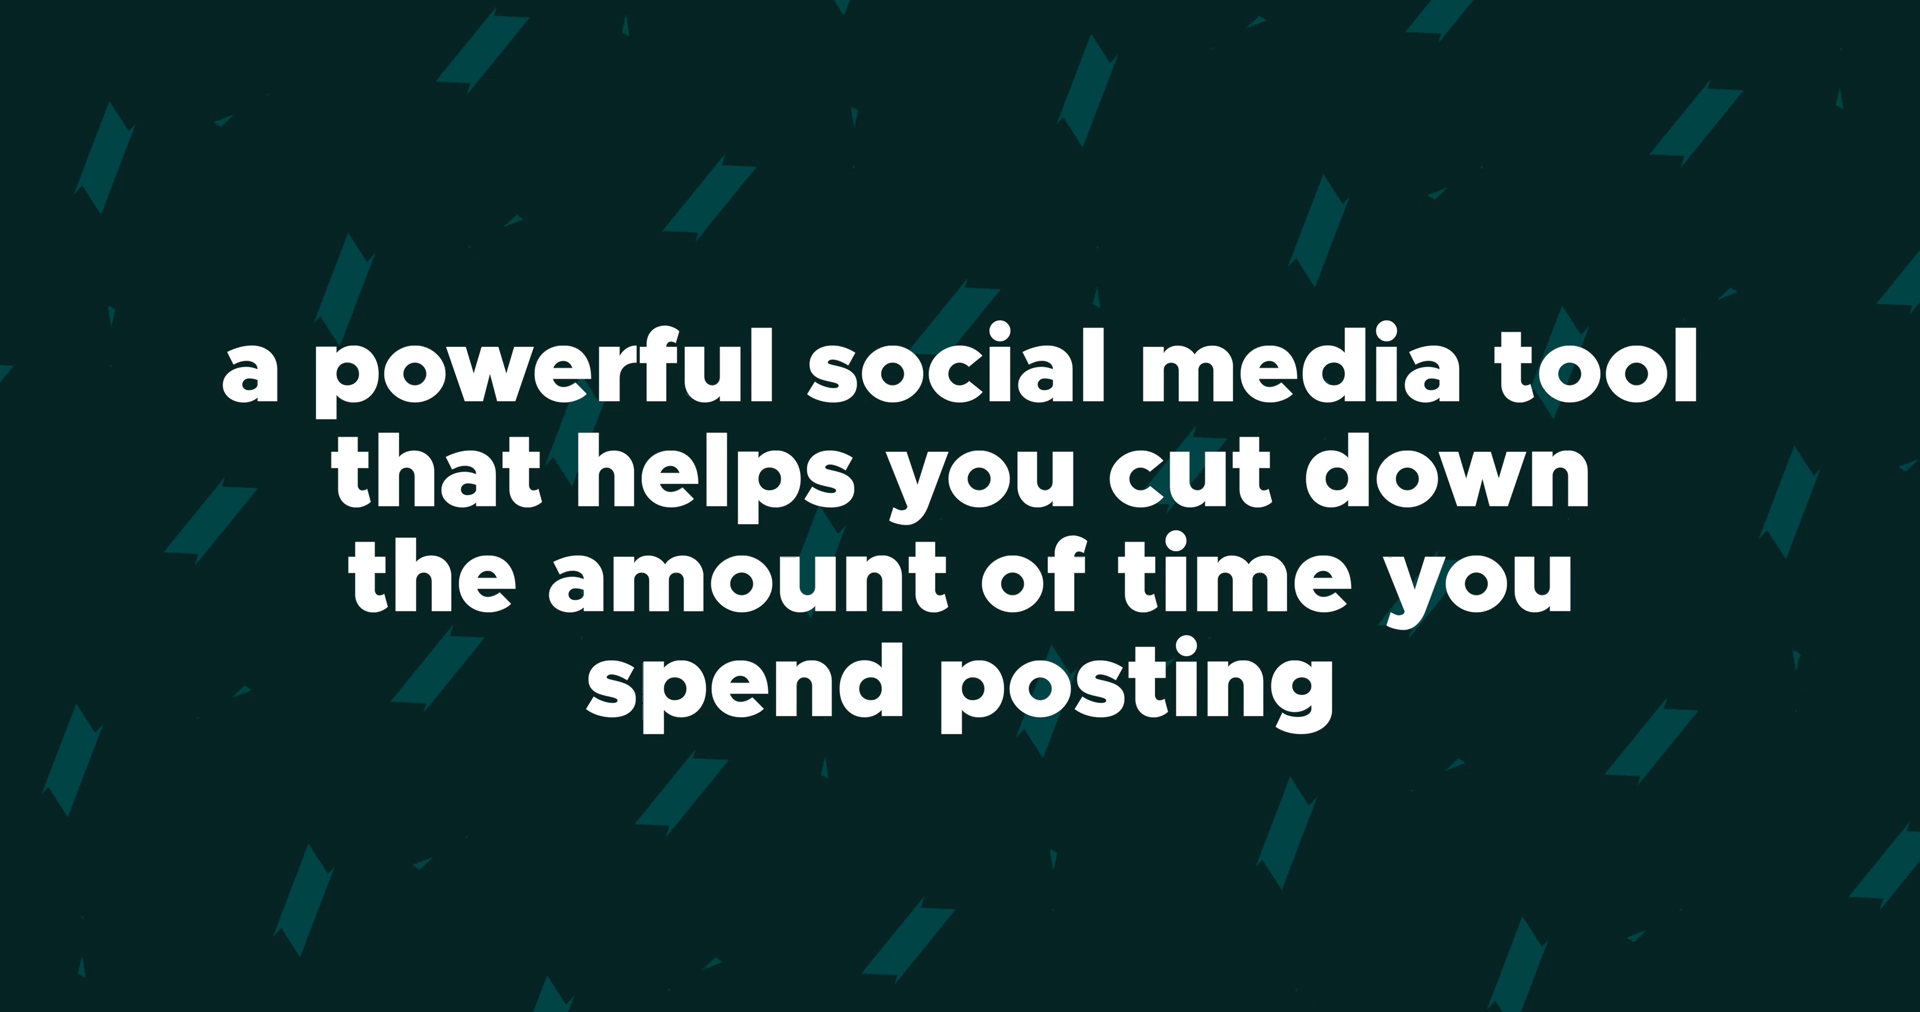 a powerful social media tool
that helps you cut down
the amount of time you
spend posting